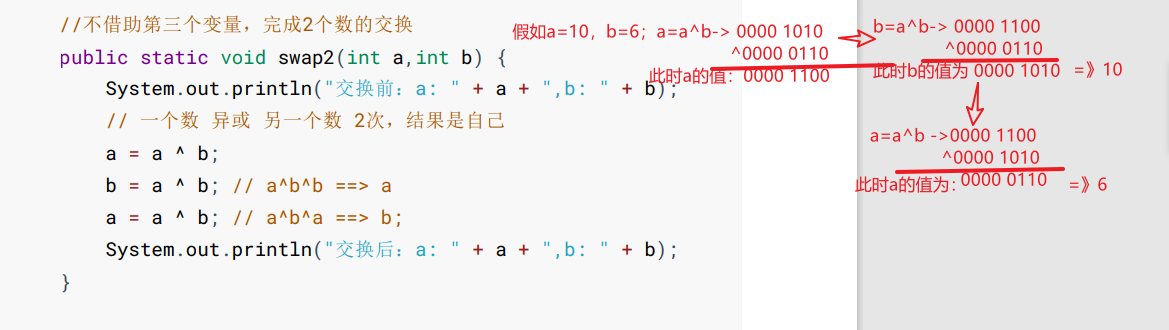 //不借助第三个变量，完成2个数的交换
public static void swap2(int a,int b) {
System.out.println("交换前：a: " + a + ",b: " + b);
// 一个数 异或 另一个数 2次，结果是自己
a = a ^ b;
b = a ^ b; // a^b^b ==> a
a = a ^ b; // a^b^a ==> b;
System.out.println("交换后：a: " + a + ",b: " + b);
}
假如a=10，b=6；a=a^b-> 0000 1010
^0000 0110
此时a的值：0000 1100
b=a^b-> 0000 1100
^0000 0110
此时b的值为 0000 1010 =》10
a=a^b ->0000 1100
^0000 1010
此时a的值为：0000 0110 =》6